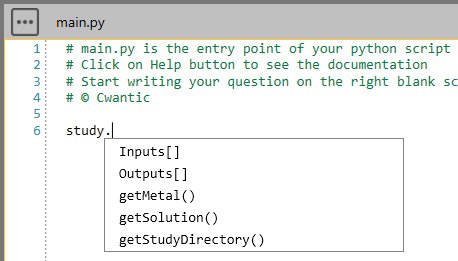 main.py
1 # main.py is the entry point of your python script
2 # Click on Help button to see the documentation
3 # Start writing your question on the right blank sc
4 # © Cwantic
5
6 study.
Inputs[]
Outputs[]
getMetal()
getSolution()
getStudyDirectory()